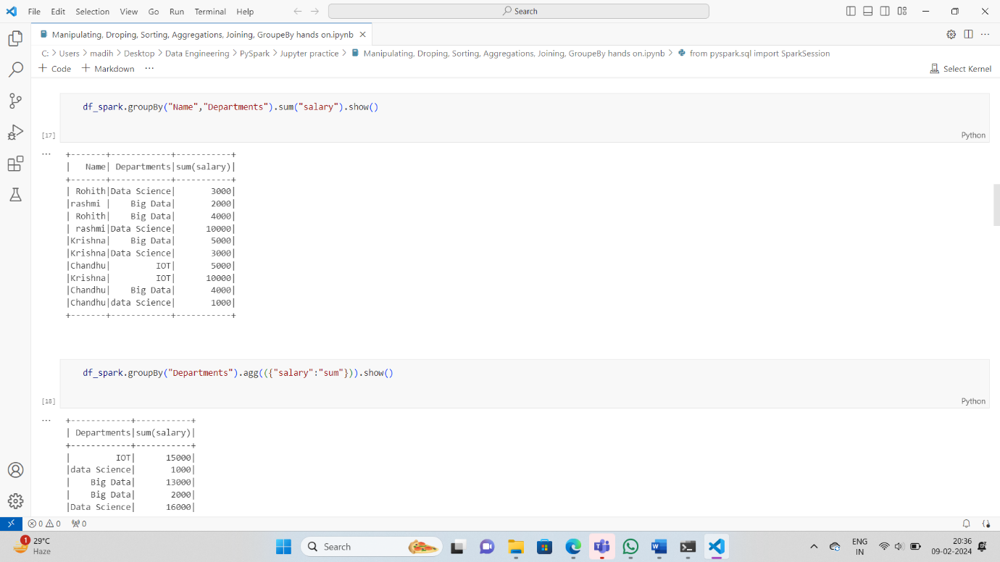 File Edit Selection View Go Run Terminal Help
Search
Manipulating, Droping, Sorting, Aggregations, Joining, GroupeBy hands on.ipynb
C: > Users > madih > Desktop > Data Engineering > PySpark > Jupyter practice > Manipulating, Droping, Sorting, Aggregations, Joining, GroupeBy hands on.ipynb > from pyspark.sql import SparkSession
+ Code + Markdown ... Select Kernel
df_spark.groupBy("Name","Departments").sum("salary").show()
[17] Python
+-------+------------+-----------+
|   Name| Departments|sum(salary)|
+-------+------------+-----------+
| Rohith|Data Science|       3000|
|rashmi |    Big Data|       2000|
| Rohith|    Big Data|       4000|
| rashmi|Data Science|      10000|
|Krishna|    Big Data|       5000|
|Krishna|Data Science|       3000|
|Chandhu|         IOT|       5000|
|Krishna|         IOT|      10000|
|Chandhu|    Big Data|       4000|
|Chandhu|data Science|       1000|
+-------+------------+-----------+
df_spark.groupBy("Departments").agg(({"salary":"sum"})).show()
[18] Python
+------------+-----------+
| Departments|sum(salary)|
+------------+-----------+
|         IOT|      15000|
|data Science|       1000|
|    Big Data|      13000|
|    Big Data|       2000|
|Data Science|      16000|
0 0 0
1
29°C
Haze
Search
ENG
IN
20:36
09-02-2024